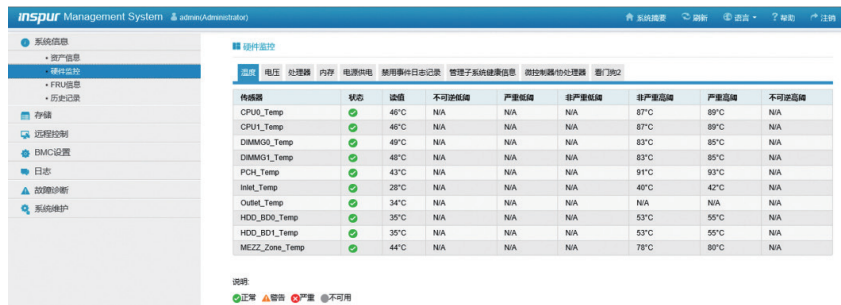 inspur Management System admin(Administrator) 系统摘要 刷新 语言 ? 帮助 注销
系统信息
• 资产信息
• 硬件监控
• FRU信息
• 历史记录
存储
远程控制
BMC设置
日志
故障诊断
系统维护
硬件监控
温度 电压 处理器 内存 电源供电 禁用事件日志记录 管理子系统健康信息 微控制器/协处理器 看门狗2
传感器 状态 读值 不可逆低阈 严重低阈 非严重低阈 非严重高阈 严重高阈 不可逆高阈
CPU0_Temp 46°C N/A N/A N/A 87°C 89°C N/A
CPU1_Temp 46°C N/A N/A N/A 87°C 89°C N/A
DIMMG0_Temp 49°C N/A N/A N/A 83°C 85°C N/A
DIMMG1_Temp 48°C N/A N/A N/A 83°C 85°C N/A
PCH_Temp 43°C N/A N/A N/A 91°C 93°C N/A
Inlet_Temp 28°C N/A N/A N/A 40°C 42°C N/A
Outlet_Temp 34°C N/A N/A N/A N/A N/A N/A
HDD_BD0_Temp 35°C N/A N/A N/A 53°C 55°C N/A
HDD_BD1_Temp 35°C N/A N/A N/A 53°C 55°C N/A
MEZZ_Zone_Temp 44°C N/A N/A N/A 78°C 80°C N/A
说明:
正常 警告 严重 不可用